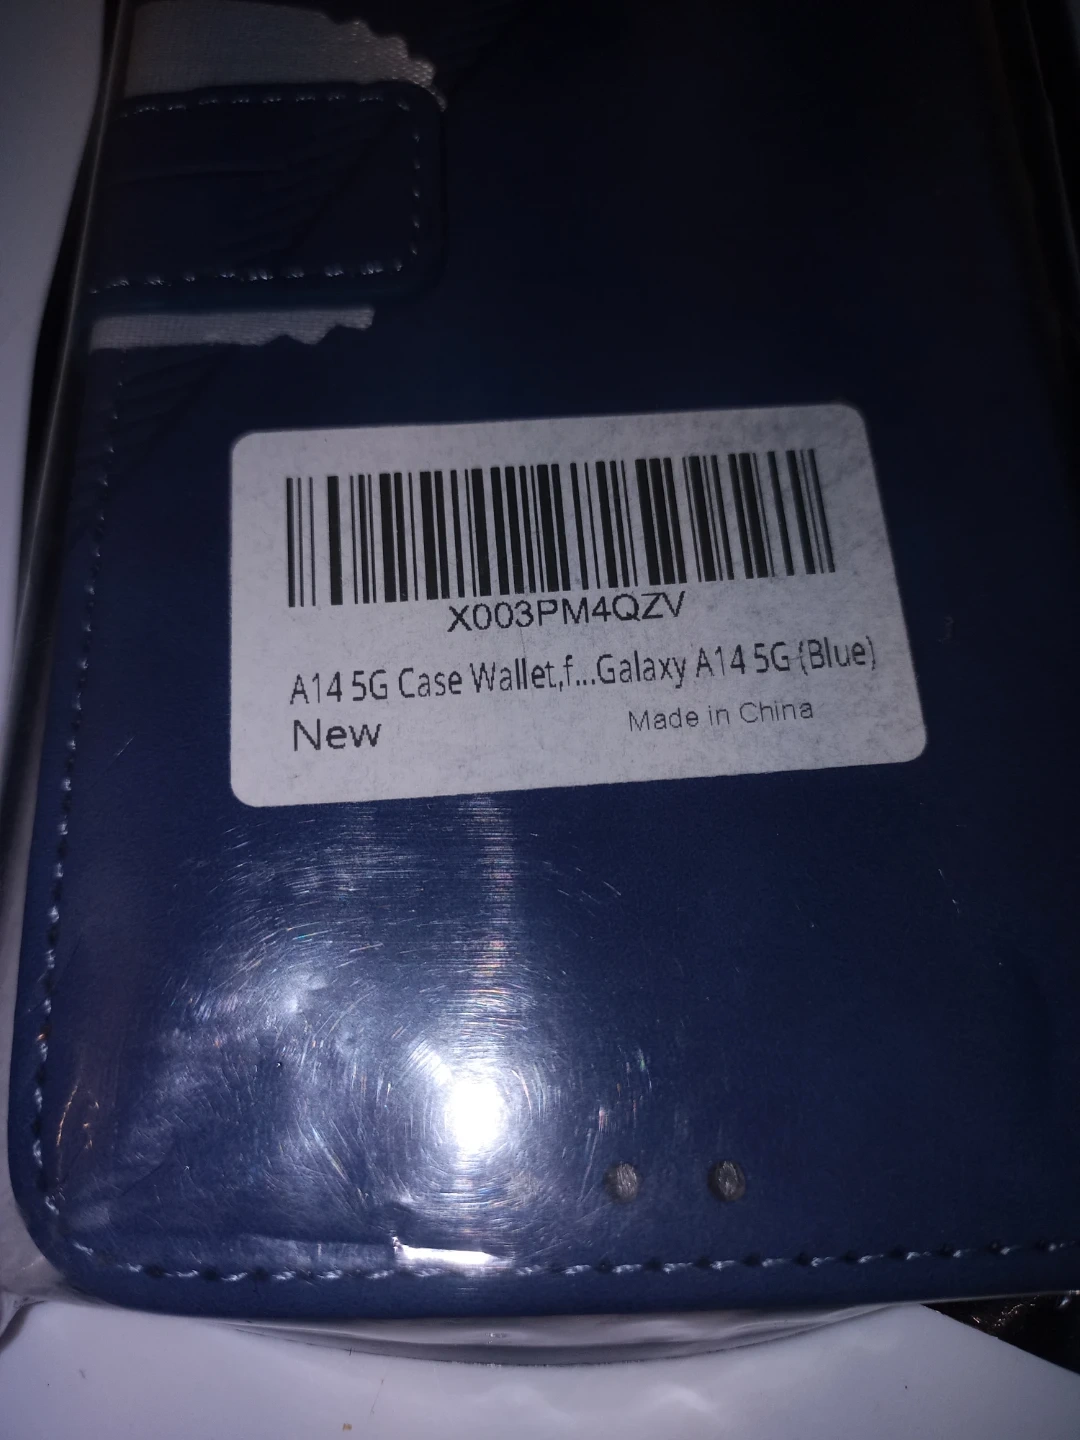 X003PM4QZV
A14 5G Case Wallet,f...Galaxy A14 5G (Blue)
New
Made in China